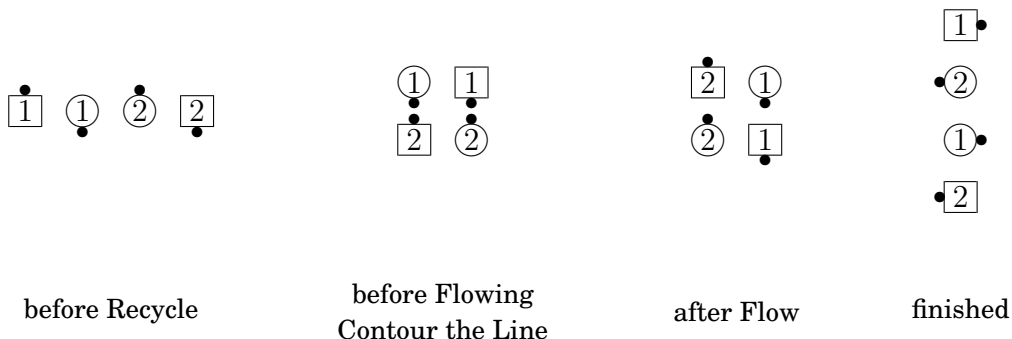 1 1 2 2
1 1
2 2
2 1
2 1
1
2
1
2
before Recycle
before Flowing
Contour the Line
after Flow
finished